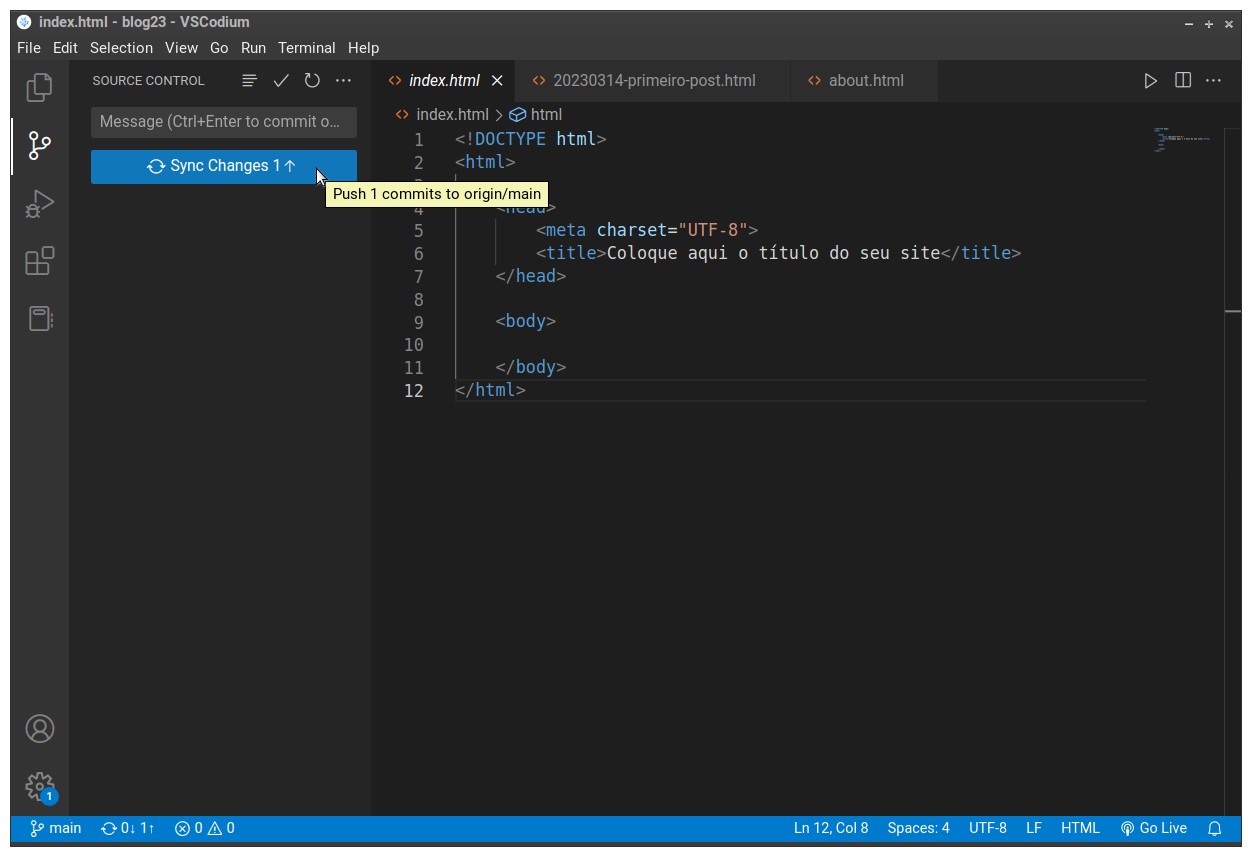 index.html - blog23 - VSCodium
File Edit Selection View Go Run Terminal Help
SOURCE CONTROL
index.html
20230314-primeiro-post.html
about.html
Message (Ctrl+Enter to commit o...
index.html > html
Sync Changes 1↑
Push 1 commits to origin/main
1 <!DOCTYPE html>
2 <html>
4 <head>
5 <meta charset="UTF-8">
6 <title>Coloque aqui o título do seu site</title>
7 </head>
8
9 <body>
10
11 </body>
12 </html>
1
main 0↓ 1↑ 0 0 Ln 12, Col 8 Spaces: 4 UTF-8 LF HTML Go Live